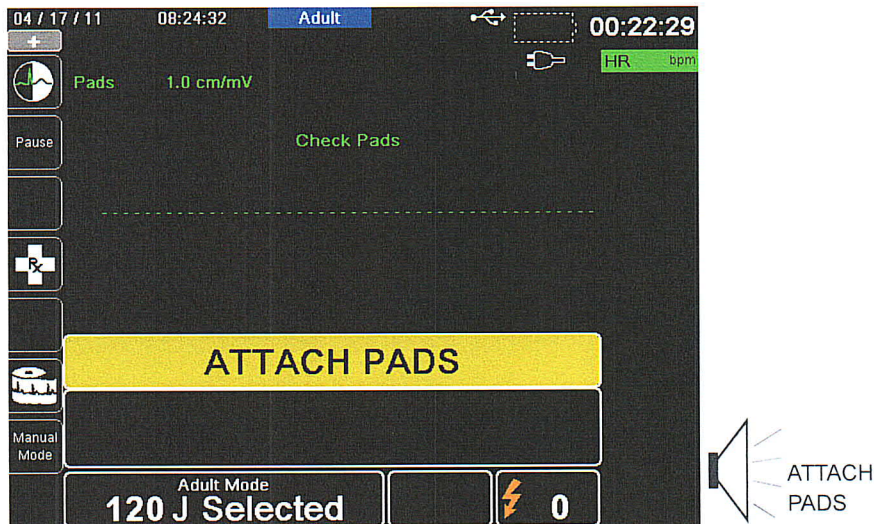 04 / 17 / 11 08:24:32 Adult 00:22:29
HR bpm
Pads 1.0 cm/mV
Pause
Check Pads
Rx
ATTACH PADS
Manual
Mode
Adult Mode
120 J Selected 0
ATTACH
PADS